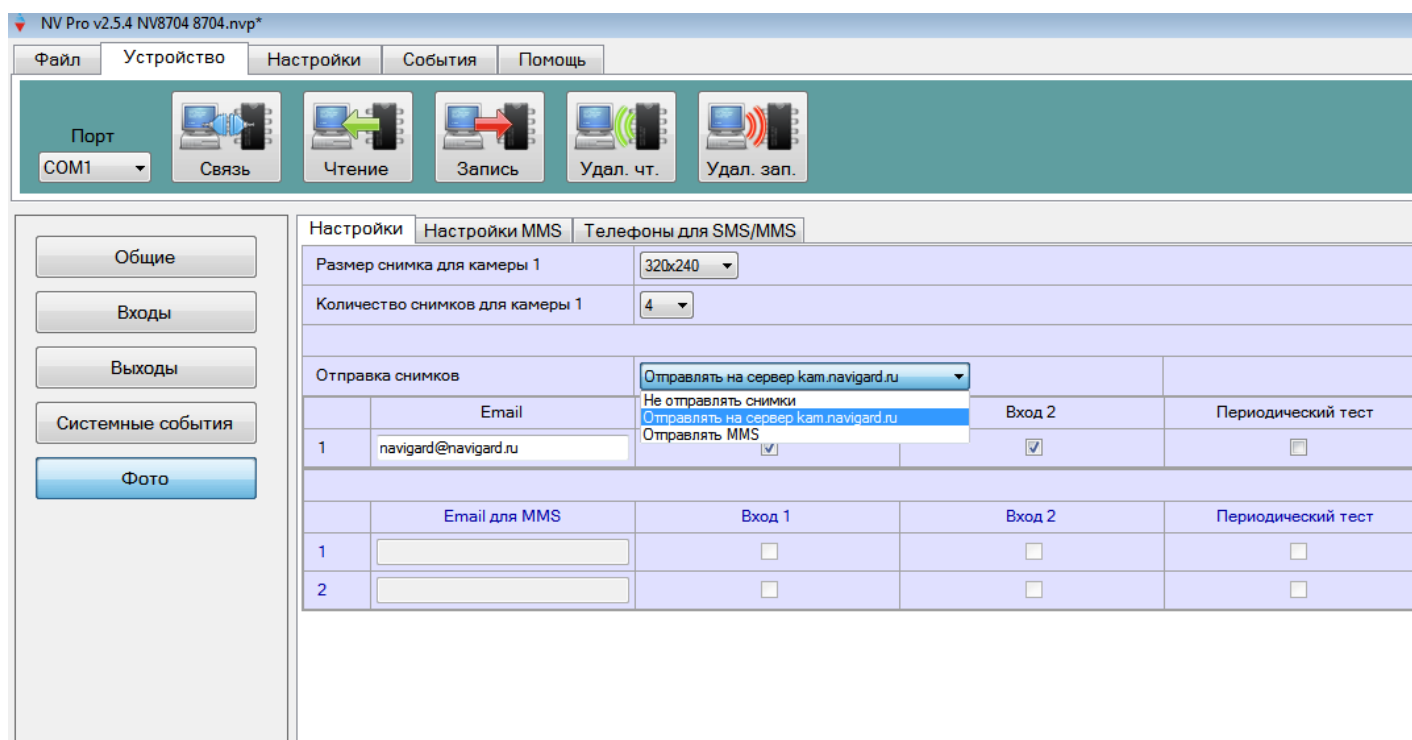 NV Pro v2.5.4 NV8704 8704.nvp*
Файл Устройство Настройки События Помощь
Порт
COM1 Связь Чтение Запись Удал. чт. Удал. зап.
Общие
Входы
Выходы
Системные события
Фото
Настройки Настройки MMS Телефоны для SMS/MMS
Размер снимка для камеры 1 320x240
Количество снимков для камеры 1 4
Отправка снимков Отправлять на сервер kam.navigard.ru
Не отправлять снимки
Отправлять на сервер kam.navigard.ru
Отправлять MMS
Email Вход 2 Периодический тест
1 navigard@navigard.ru
Email для MMS Вход 1 Вход 2 Периодический тест
1
2